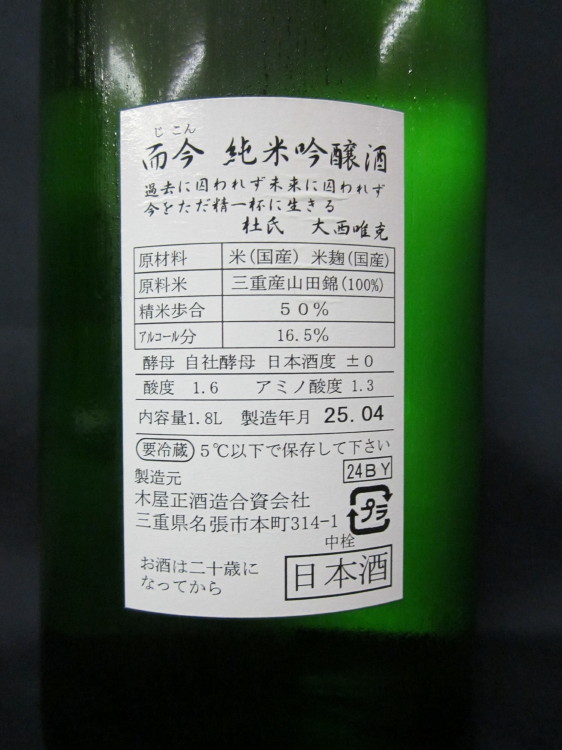 じこん
而今 純米吟醸酒
過去に囚われず未来に囚われず
今をただ精一杯に生きる
杜氏 大西唯克
原材料 米(国産) 米麹(国産)
原料米 三重産山田錦(100%)
精米歩合 50%
アルコール分 16.5%
酵母 自社酵母 日本酒度 ±0
酸度 1.6 アミノ酸度 1.3
内容量1.8L 製造年月 25.04
要冷蔵 5℃以下で保存して下さい
24BY
製造元
木屋正酒造合資会社
三重県名張市本町314-1
プラ
中栓
お酒は二十歳に
なってから
日本酒